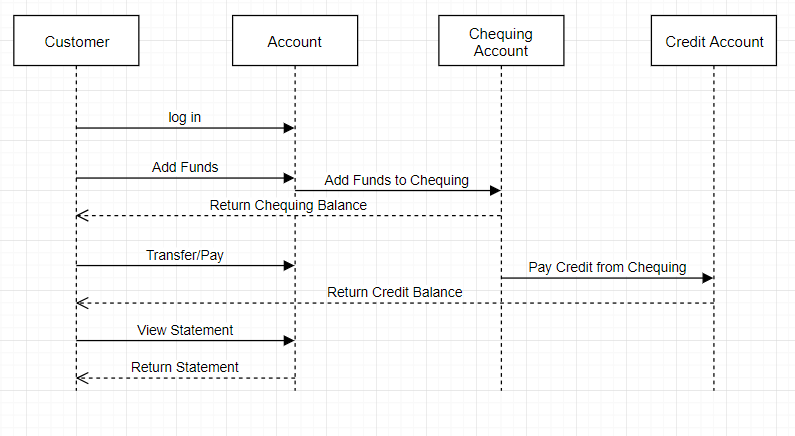 Customer
Account
Chequing
Account
Credit Account
log in
Add Funds
Add Funds to Chequing
Return Chequing Balance
Transfer/Pay
Pay Credit from Chequing
Return Credit Balance
View Statement
Return Statement